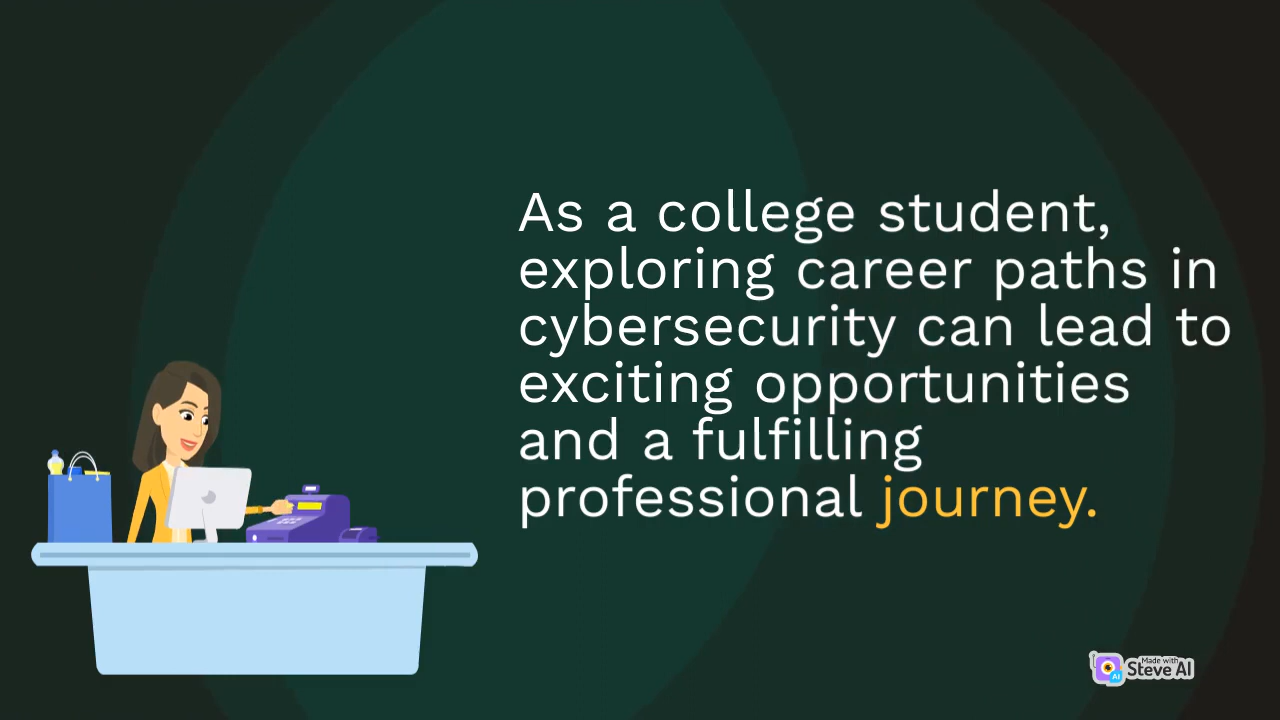 As a college student,
exploring career paths in
cybersecurity can lead to
exciting opportunities
and a fulfilling
professional journey.
Made with
Steve AI
AI